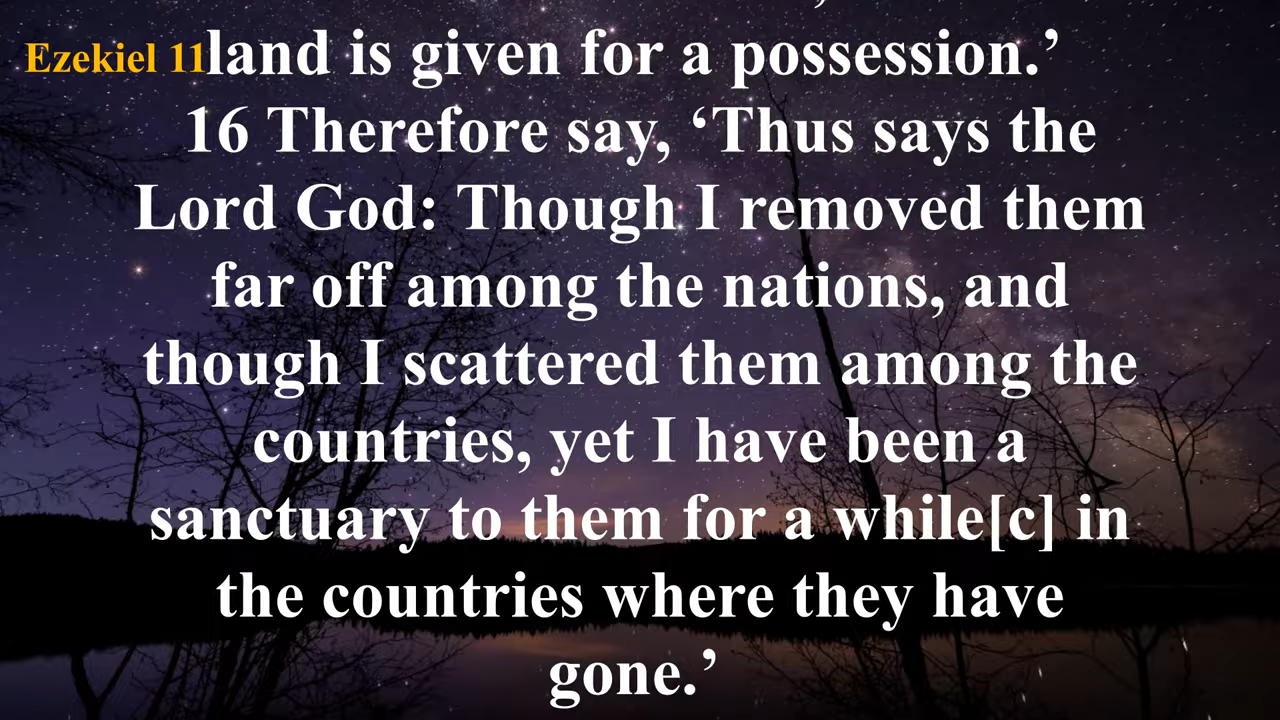 Ezekiel 11
land is given for a possession.’
16 Therefore say, ‘Thus says the
Lord God: Though I removed them
far off among the nations, and
though I scattered them among the
countries, yet I have been a
sanctuary to them for a while[c] in
the countries where they have
gone.’